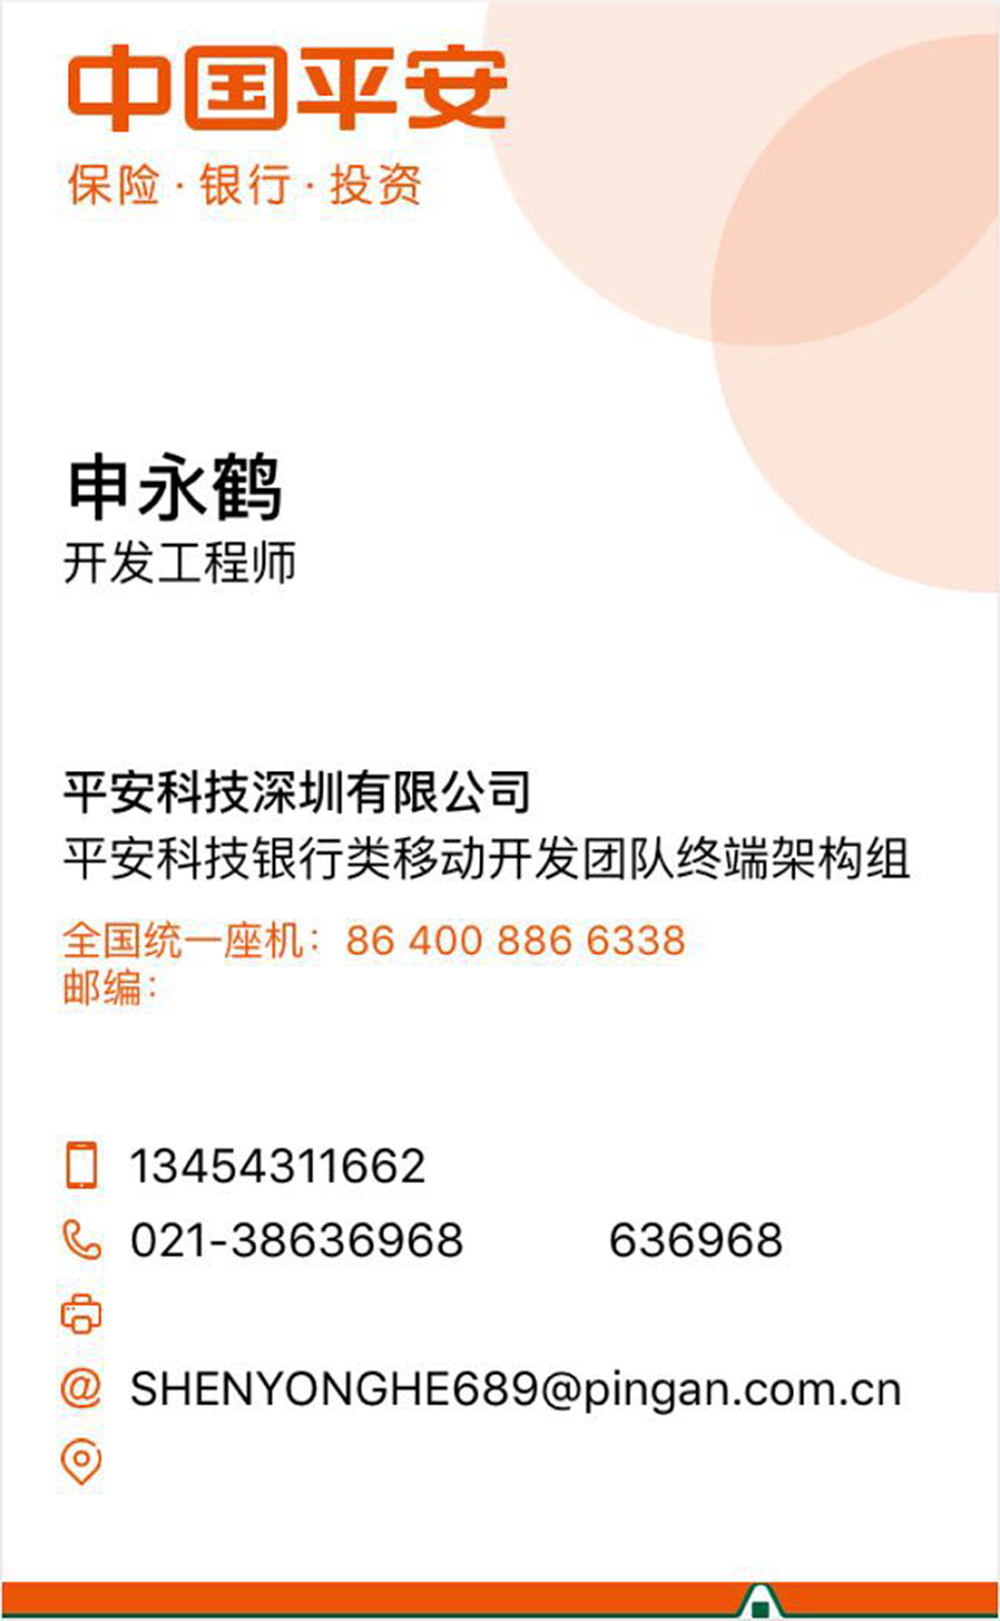 中国平安
保险·银行·投资
申永鹤
开发工程师
平安科技深圳有限公司
平安科技银行类移动开发团队终端架构组
全国统一座机：86 400 886 6338
邮编：
13454311662
021-38636968 636968
SHENYONGHE689@pingan.com.cn